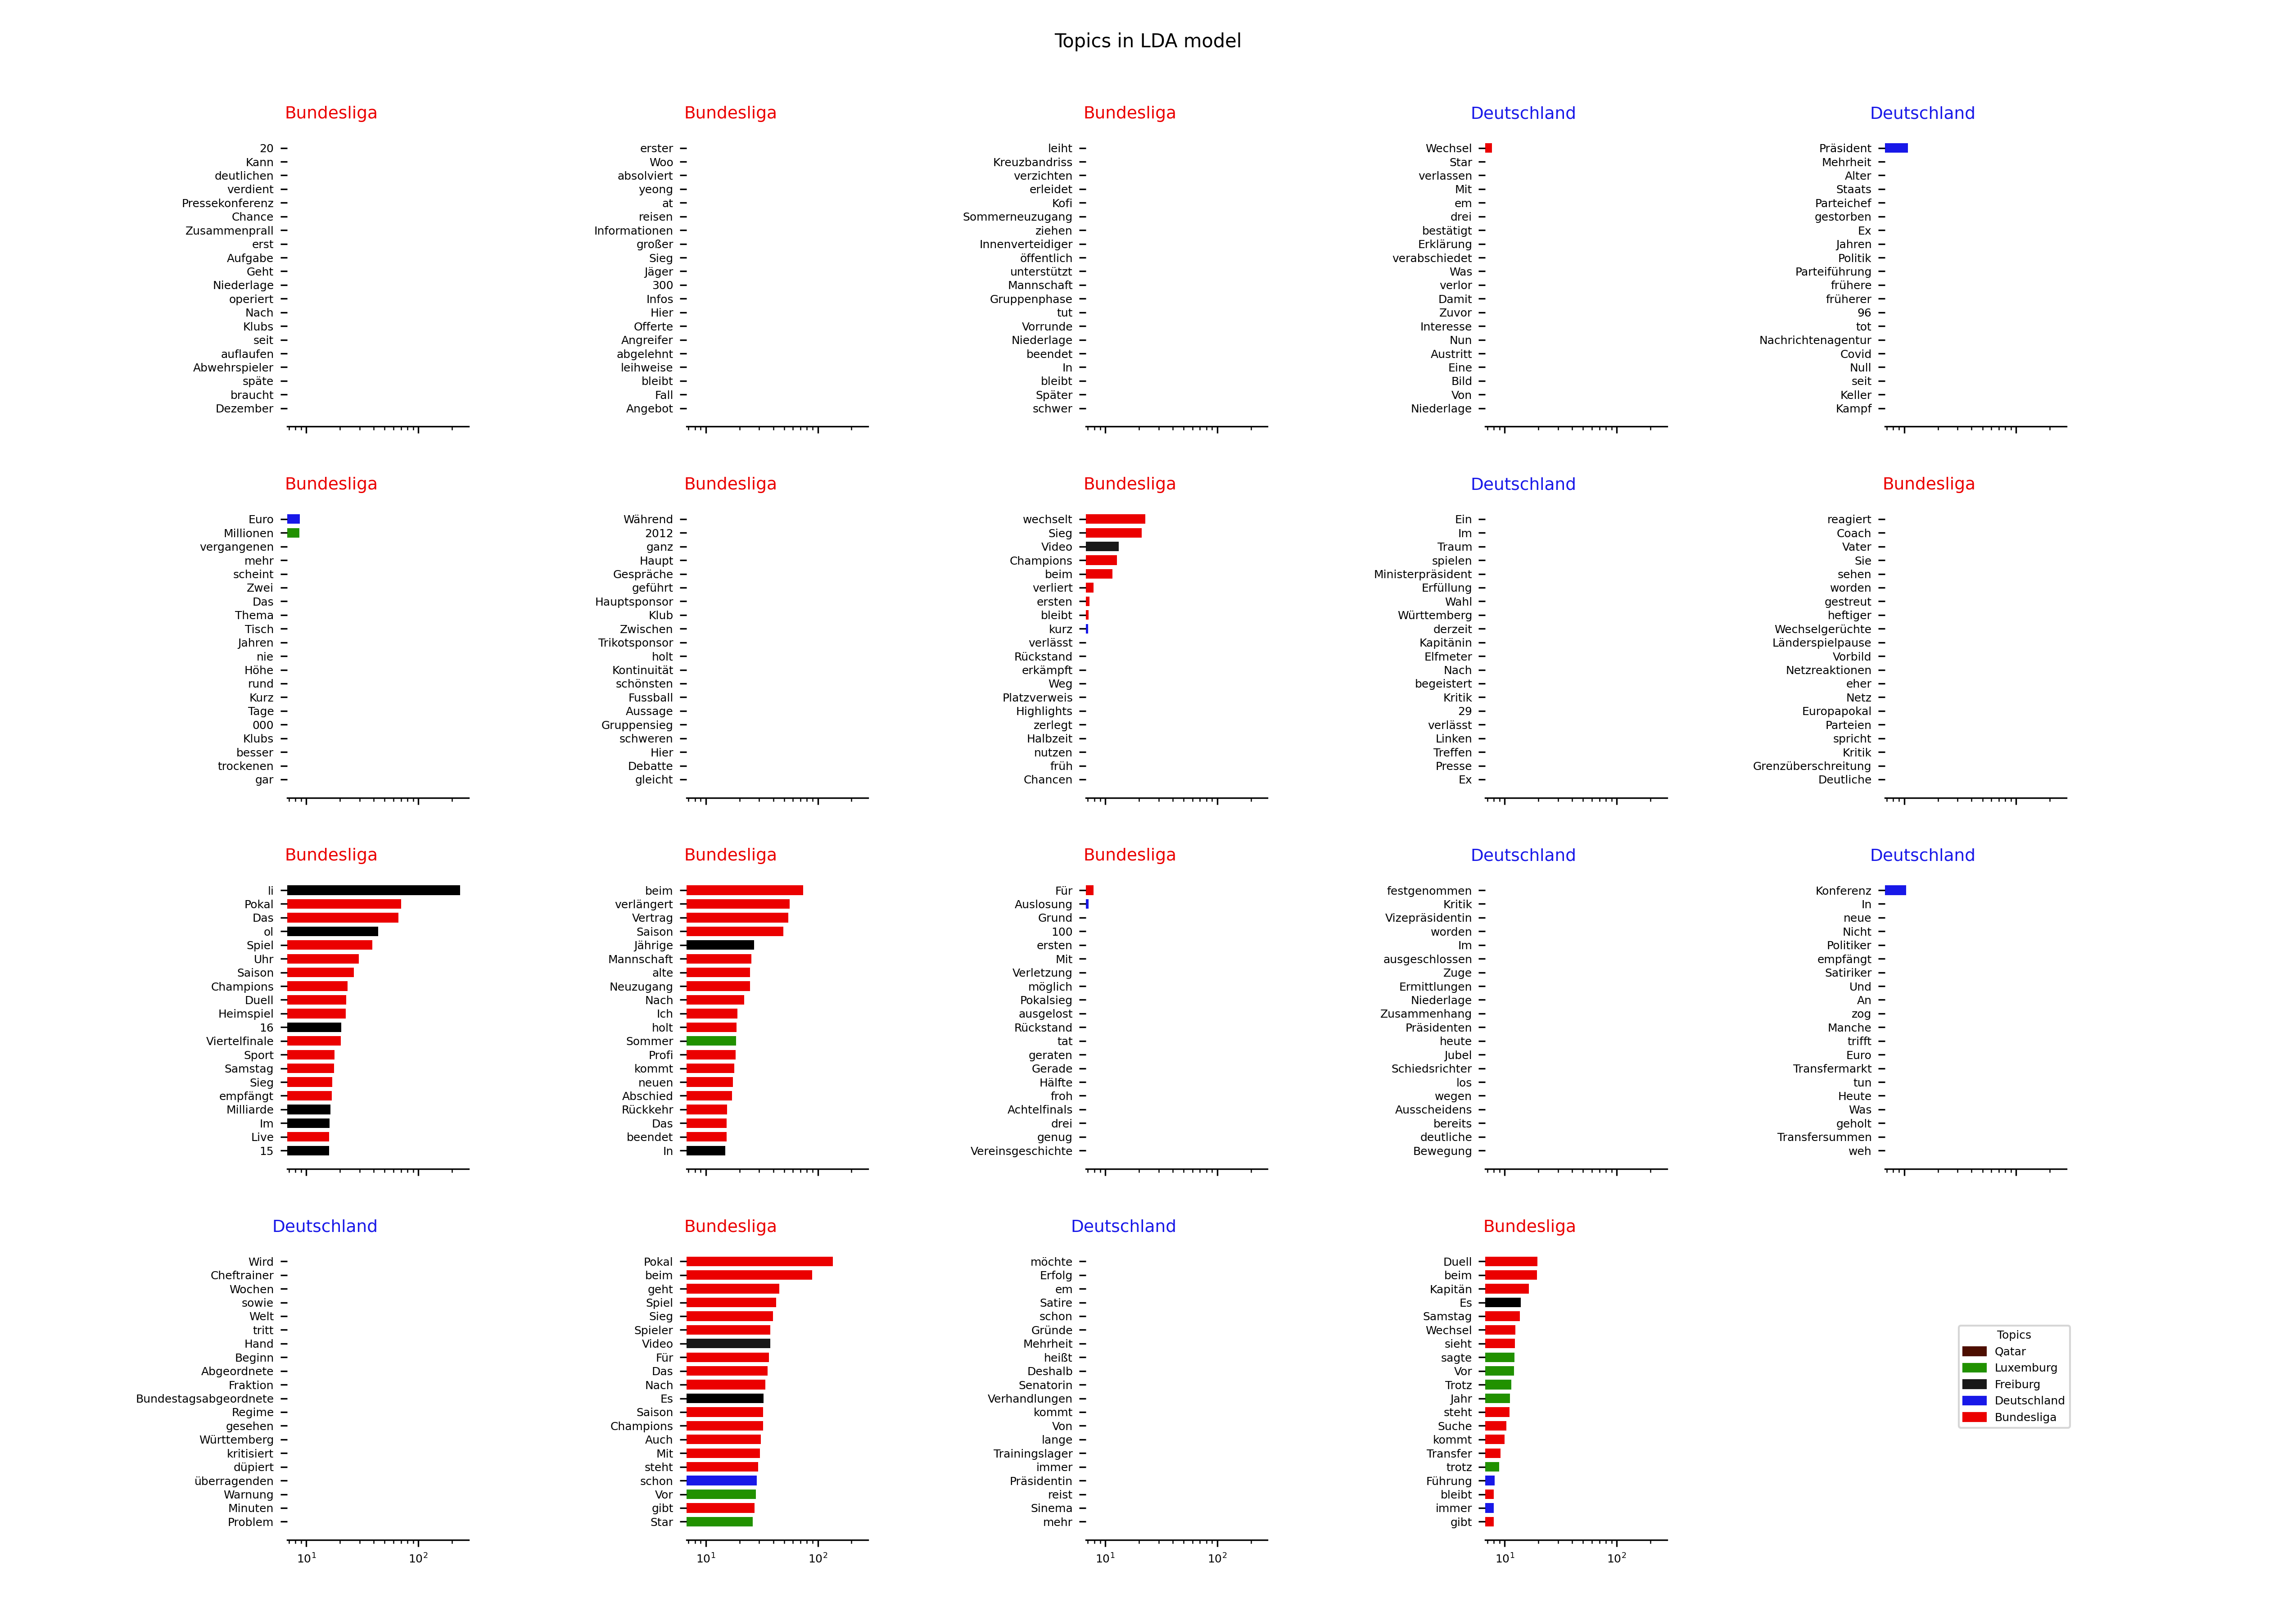 Topics in LDA model
Bundesliga
20
Kann
deutlichen
verdient
Pressekonferenz
Chance
Zusammenprall
erst
Aufgabe
Geht
Niederlage
operiert
Nach
Klubs
seit
auflaufen
Abwehrspieler
späte
braucht
Dezember
Bundesliga
erster
Woo
absolviert
yeong
at
reisen
Informationen
großer
Sieg
Jäger
300
Infos
Hier
Offerte
Angreifer
abgelehnt
leihweise
bleibt
Fall
Angebot
Bundesliga
leiht
Kreuzbandriss
verzichten
erleidet
Kofi
Sommerneuzugang
ziehen
Innenverteidiger
öffentlich
unterstützt
Mannschaft
Gruppenphase
tut
Vorrunde
Niederlage
beendet
In
bleibt
Später
schwer
Deutschland
Wechsel
Star
verlassen
Mit
em
drei
bestätigt
Erklärung
verabschiedet
Was
verlor
Damit
Zuvor
Interesse
Nun
Austritt
Eine
Bild
Von
Niederlage
Deutschland
Präsident
Mehrheit
Alter
Staats
Parteichef
gestorben
Ex
Jahren
Politik
Parteiführung
frühere
früherer
96
tot
Nachrichtenagentur
Covid
Null
seit
Keller
Kampf
Bundesliga
Euro
Millionen
vergangenen
mehr
scheint
Zwei
Das
Thema
Tisch
Jahren
nie
Höhe
rund
Kurz
Tage
000
Klubs
besser
trockenen
gar
Bundesliga
Während
2012
ganz
Haupt
Gespräche
geführt
Hauptsponsor
Klub
Zwischen
Trikotsponsor
holt
Kontinuität
schönsten
Fussball
Aussage
Gruppensieg
schweren
Hier
Debatte
gleicht
Bundesliga
wechselt
Sieg
Video
Champions
beim
verliert
ersten
bleibt
kurz
verlässt
Rückstand
erkämpft
Weg
Platzverweis
Highlights
zerlegt
Halbzeit
nutzen
früh
Chancen
Deutschland
Ein
Im
Traum
spielen
Ministerpräsident
Erfüllung
Wahl
Württemberg
derzeit
Kapitänin
Elfmeter
Nach
begeistert
Kritik
29
verlässt
Linken
Treffen
Presse
Ex
Bundesliga
reagiert
Coach
Vater
Sie
sehen
worden
gestreut
heftiger
Wechselgerüchte
Länderspielpause
Vorbild
Netzreaktionen
eher
Netz
Europapokal
Parteien
spricht
Kritik
Grenzüberschreitung
Deutliche
Bundesliga
li
Pokal
Das
ol
Spiel
Uhr
Saison
Champions
Duell
Heimspiel
16
Viertelfinale
Sport
Samstag
Sieg
empfängt
Milliarde
Im
Live
15
Bundesliga
beim
verlängert
Vertrag
Saison
Jährige
Mannschaft
alte
Neuzugang
Nach
Ich
holt
Sommer
Profi
kommt
neuen
Abschied
Rückkehr
Das
beendet
In
Bundesliga
Für
Auslosung
Grund
100
ersten
Mit
Verletzung
möglich
Pokalsieg
ausgelost
Rückstand
tat
geraten
Gerade
Hälfte
froh
Achtelfinals
drei
genug
Vereinsgeschichte
Deutschland
festgenommen
Kritik
Vizepräsidentin
worden
Im
ausgeschlossen
Zuge
Ermittlungen
Niederlage
Zusammenhang
Präsidenten
heute
Jubel
Schiedsrichter
los
wegen
Ausscheidens
bereits
deutliche
Bewegung
Deutschland
Konferenz
In
neue
Nicht
Politiker
empfängt
Satiriker
Und
An
zog
Manche
trifft
Euro
Transfermarkt
tun
Heute
Was
geholt
Transfersummen
weh
Deutschland
Wird
Cheftrainer
Wochen
sowie
Welt
tritt
Hand
Beginn
Abgeordnete
Fraktion
Bundestagsabgeordnete
Regime
gesehen
Württemberg
kritisiert
düpiert
überragenden
Warnung
Minuten
Problem
10¹ 10²
Bundesliga
Pokal
beim
geht
Spiel
Sieg
Spieler
Video
Für
Das
Nach
Es
Saison
Champions
Auch
Mit
steht
schon
Vor
gibt
Star
10¹ 10²
Deutschland
möchte
Erfolg
em
Satire
schon
Gründe
Mehrheit
heißt
Deshalb
Senatorin
Verhandlungen
kommt
Von
lange
Trainingslager
immer
Präsidentin
reist
Sinema
mehr
10¹ 10²
Bundesliga
Duell
beim
Kapitän
Es
Samstag
Wechsel
sieht
sagte
Vor
Trotz
Jahr
steht
Suche
kommt
Transfer
trotz
Führung
bleibt
immer
gibt
10¹ 10²
Topics
Qatar
Luxemburg
Freiburg
Deutschland
Bundesliga